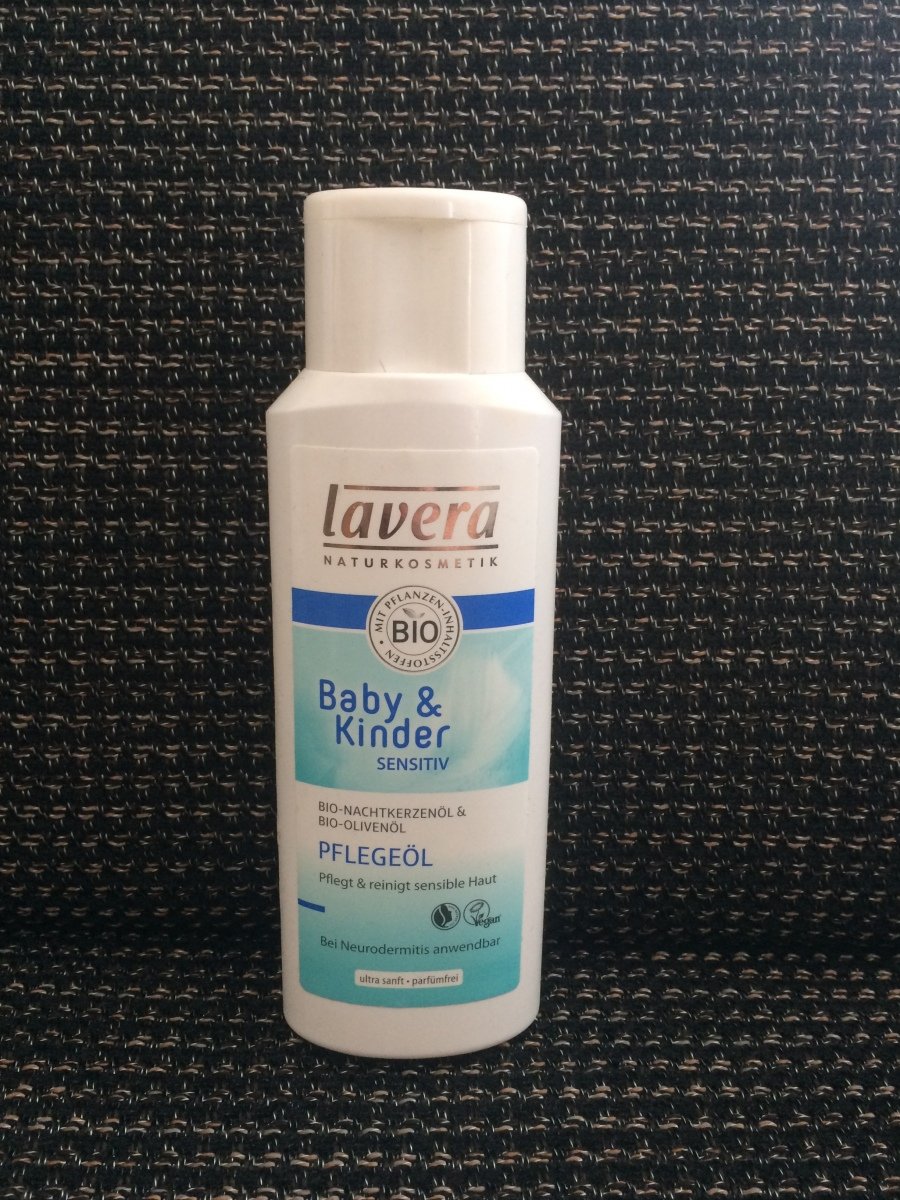 lavera
NATURKOSMETIK
• MIT PFLANZEN-INHALTSSTOFFEN
BIO
Baby &
Kinder
SENSITIV
BIO-NACHTKERZENÖL &
BIO-OLIVENÖL
PFLEGEÖL
Pflegt & reinigt sensible Haut
Vegan
Bei Neurodermitis anwendbar
ultra sanft • parfümfrei